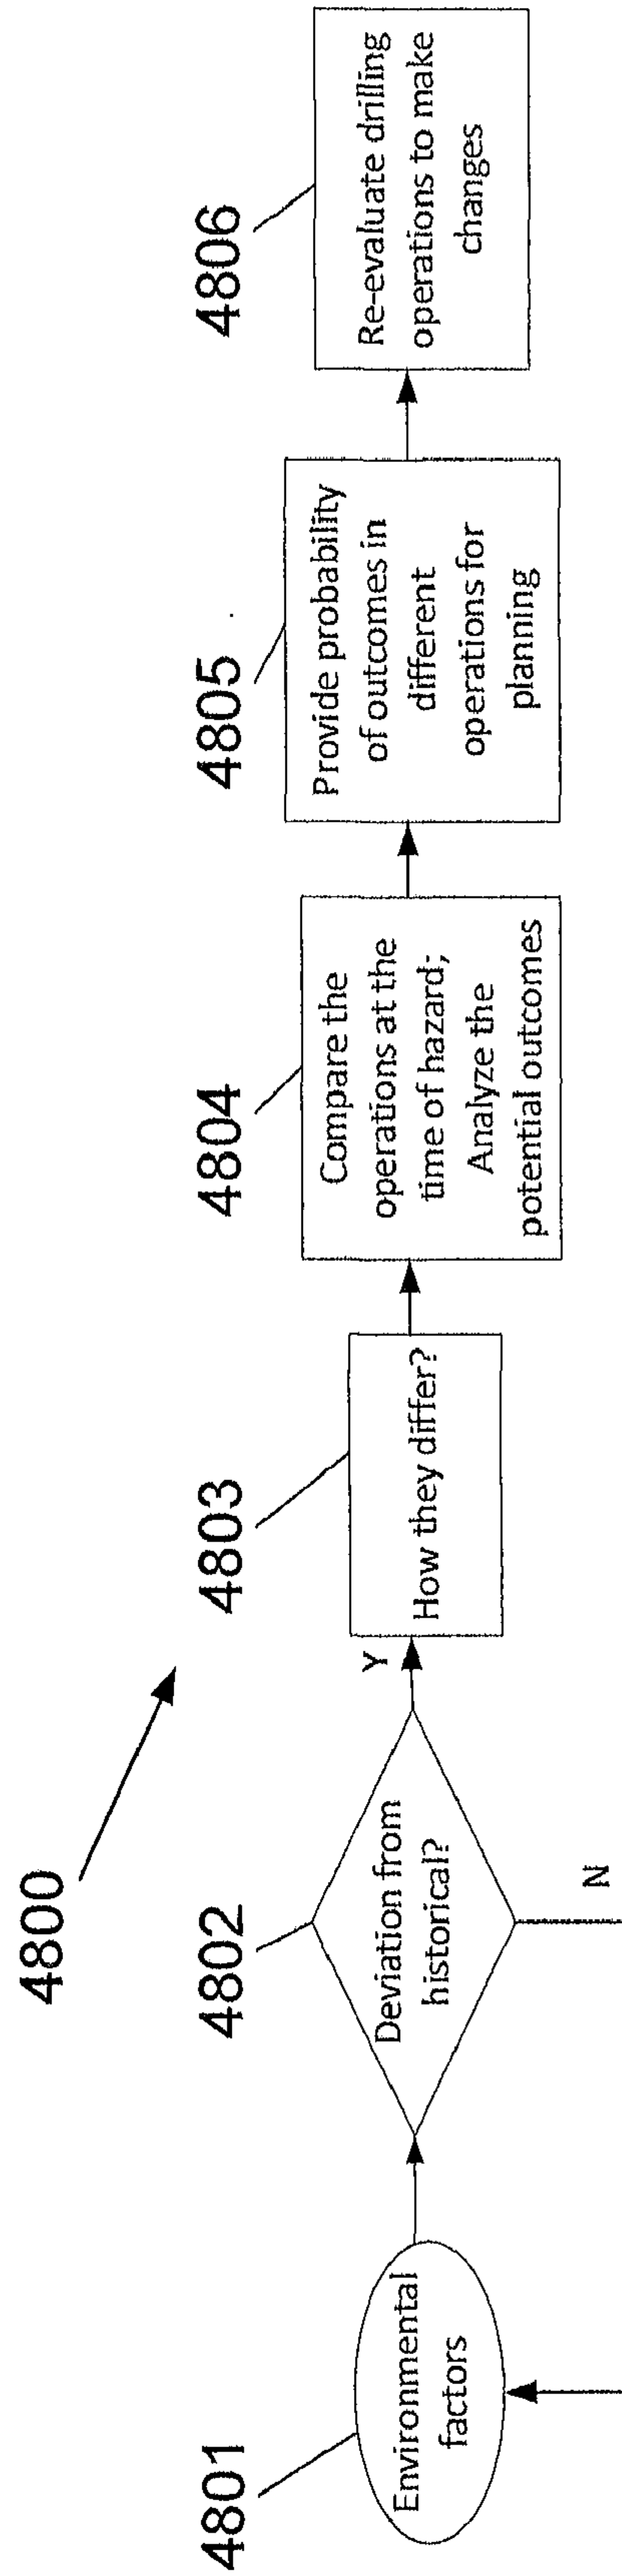 4800
4801
Environmental
factors
4802
Deviation from
historical?
Y
N
4803
How they differ?
4804
Compare the
operations at the
time of hazard;
Analyze the
potential outcomes
4805
Provide probability
of outcomes in
different
operations for
planning
4806
Re-evaluate drilling
operations to make
changes